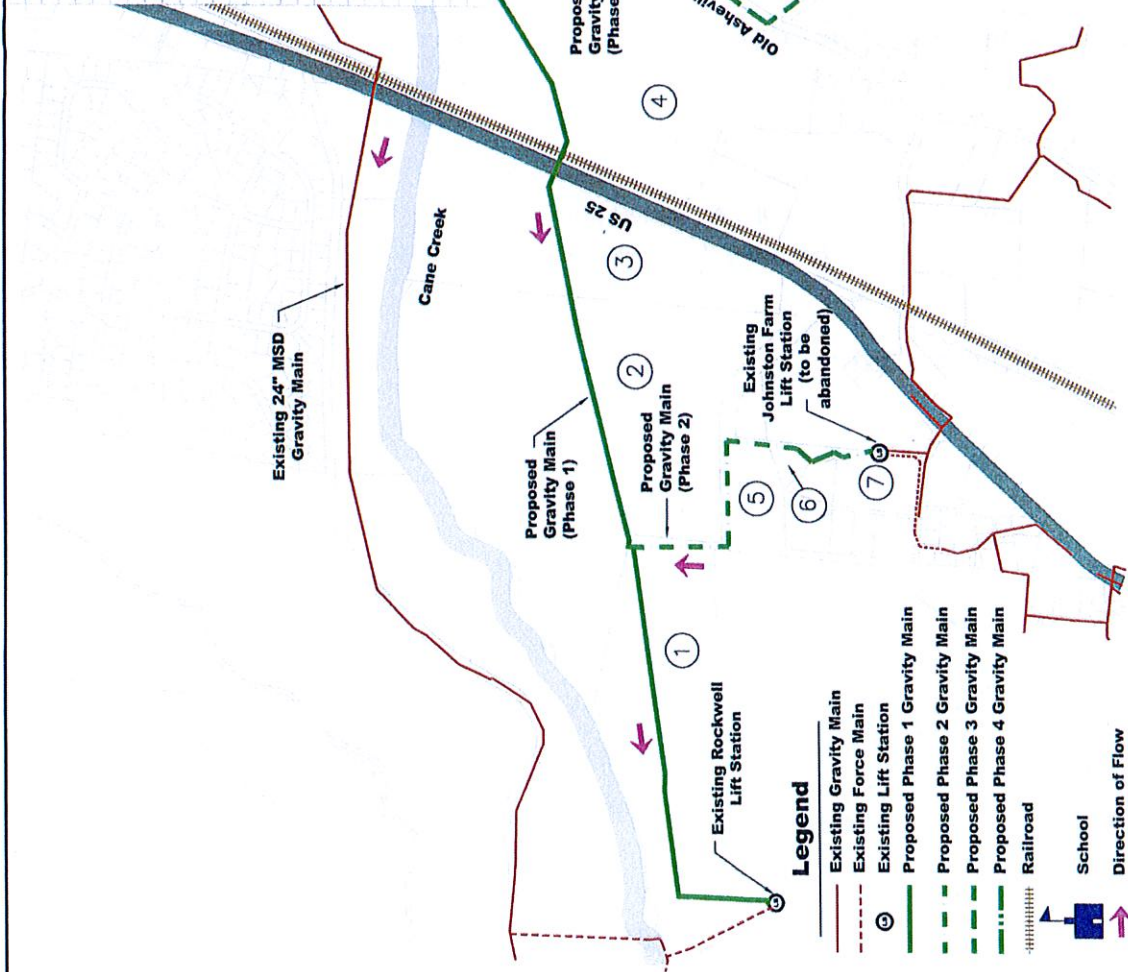 Existing 24" MSD
Gravity Main
Cane Creek
Proposed
Gravity Main
(Phase 1)
US 25
Propos
Gravity
(Phase
Old Ashevil
4
3
2
Proposed
Gravity Main
(Phase 2)
Existing
Johnston Farm
Lift Station
(to be
abandoned)
5
6
7
1
Existing Rockwell
Lift Station
LS
LS
Legend
Existing Gravity Main
Existing Force Main
LS Existing Lift Station
Proposed Phase 1 Gravity Main
Proposed Phase 2 Gravity Main
Proposed Phase 3 Gravity Main
Proposed Phase 4 Gravity Main
Railroad
School
Direction of Flow